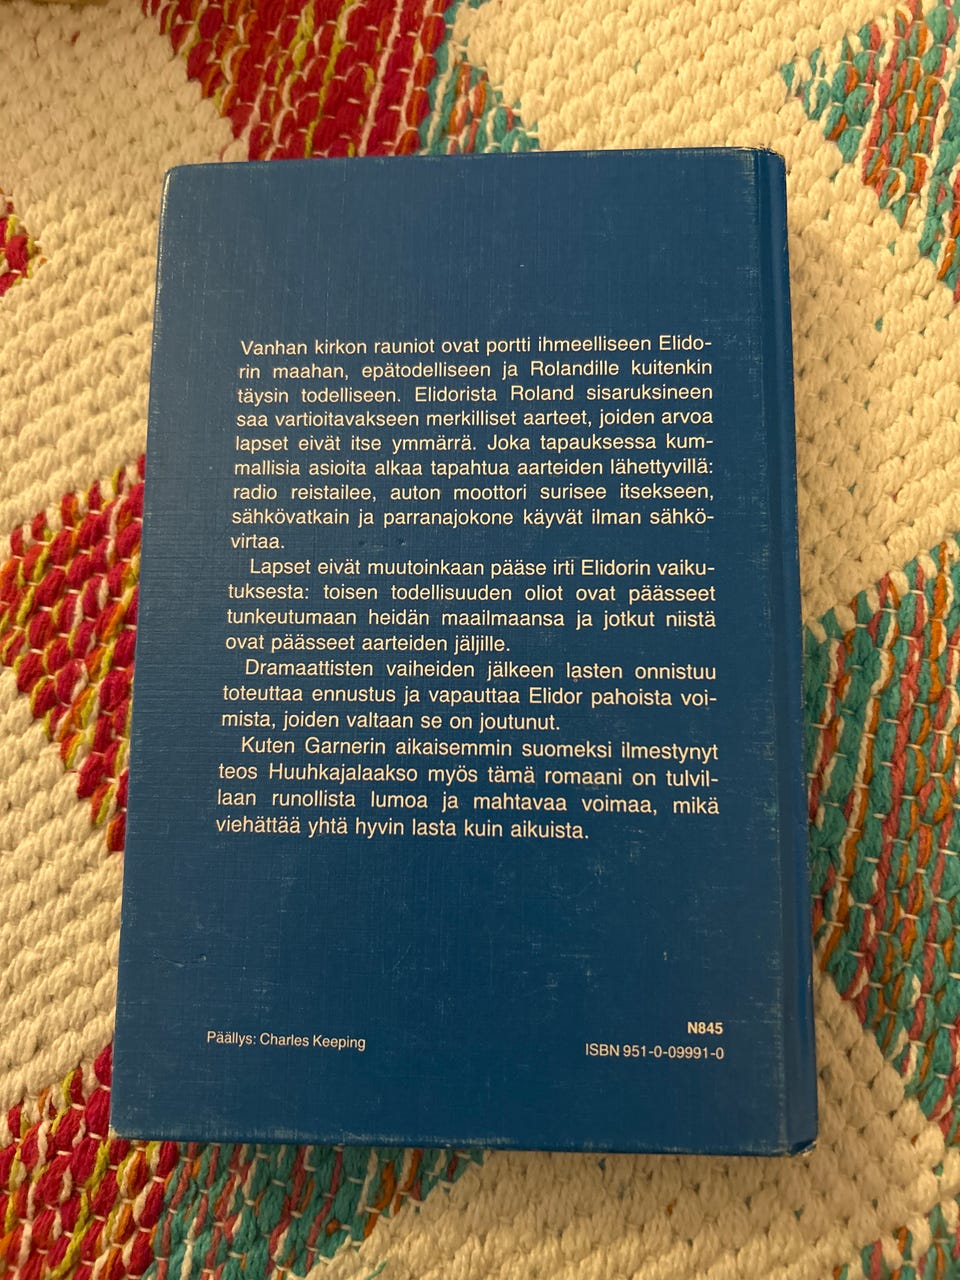 Vanhan kirkon rauniot ovat portti ihmeelliseen Elido-
rin maahan, epätodelliseen ja Rolandille kuitenkin
täysin todelliseen. Elidorista Roland sisaruksineen
saa vartioitavakseen merkilliset aarteet, joiden arvoa
lapset eivät itse ymmärrä. Joka tapauksessa kum-
mallisia asioita alkaa tapahtua aarteiden lähettyvillä:
radio reistailee, auton moottori surisee itsekseen,
sähkövatkain ja parranajokone käyvät ilman sähkö-
virtaa.
Lapset eivät muutoinkaan pääse irti Elidorin vaiku-
tuksesta: toisen todellisuuden oliot ovat päässeet
tunkeutumaan heidän maailmaansa ja jotkut niistä
ovat päässeet aarteiden jäljille.
Dramaattisten vaiheiden jälkeen lasten onnistuu
toteuttaa ennustus ja vapauttaa Elidor pahoista voi-
mista, joiden valtaan se on joutunut.
Kuten Garnerin aikaisemmin suomeksi ilmestynyt
teos Huuhkajalaakso myös tämä romaani on tulvil-
laan runollista lumoa ja mahtavaa voimaa, mikä
viehättää yhtä hyvin lasta kuin aikuista.
Päällys: Charles Keeping
N845
ISBN 951-0-09991-0